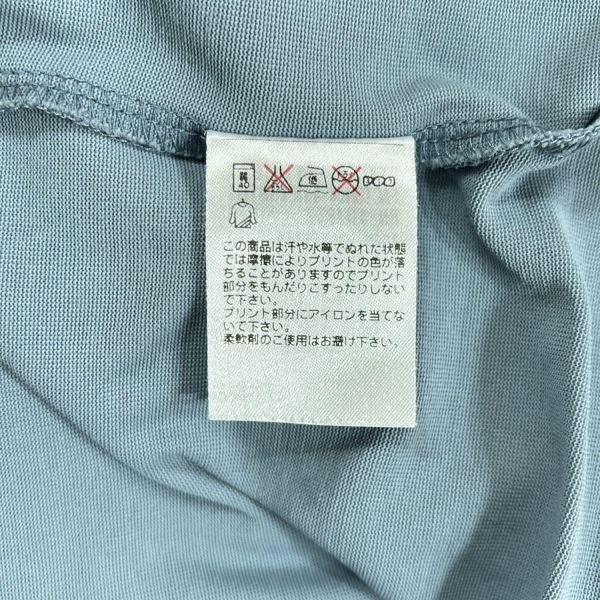 40 低
この商品は汗や水等でぬれた状態
では摩擦によりプリントの色が落
ちることがありますのでプリント
部分をもんだりこすったりしない
で下さい。
プリント部分にアイロンを当てな
いで下さい。
柔軟剤のご使用はお避け下さい。